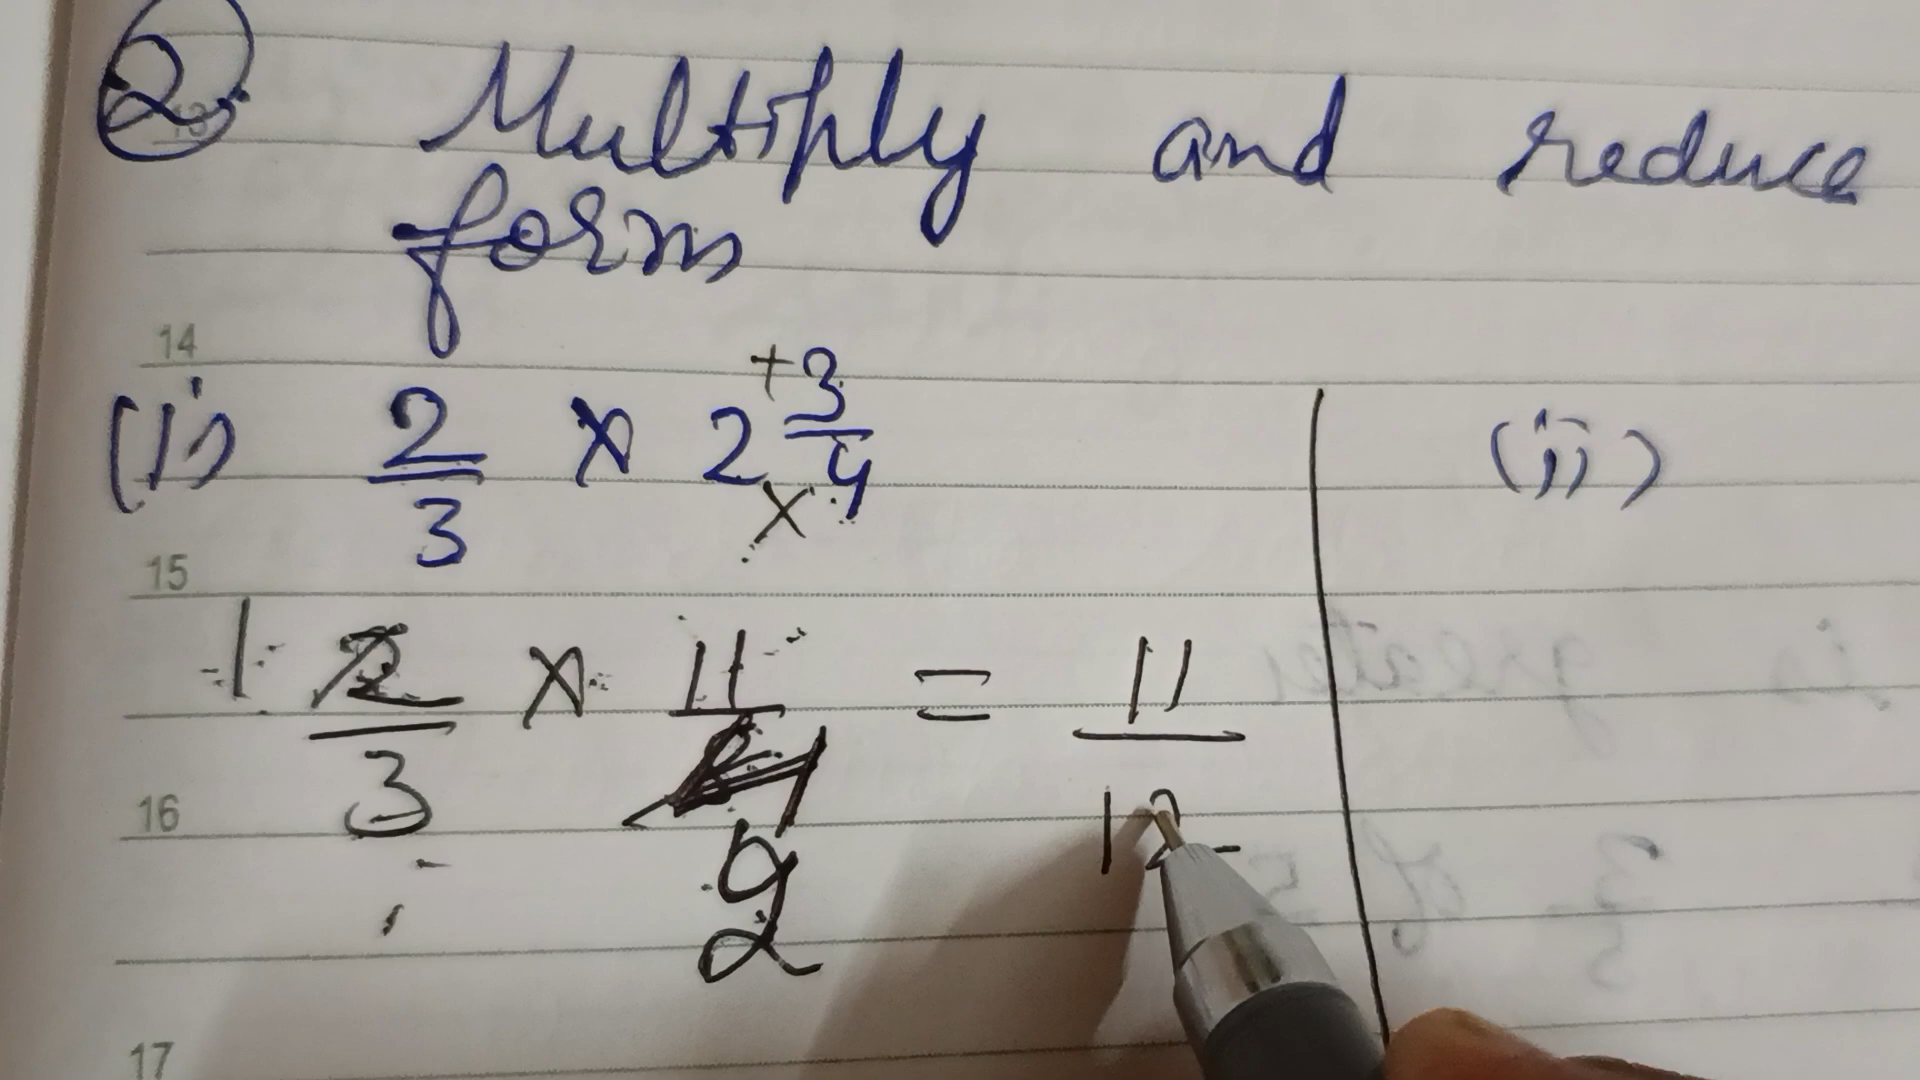 2. Multiply and reduce
form
14
(i) 2/3 × 2 + 3/4 × (ii)
15
1 2/3 × 11/4 = 11/12
16
2
17